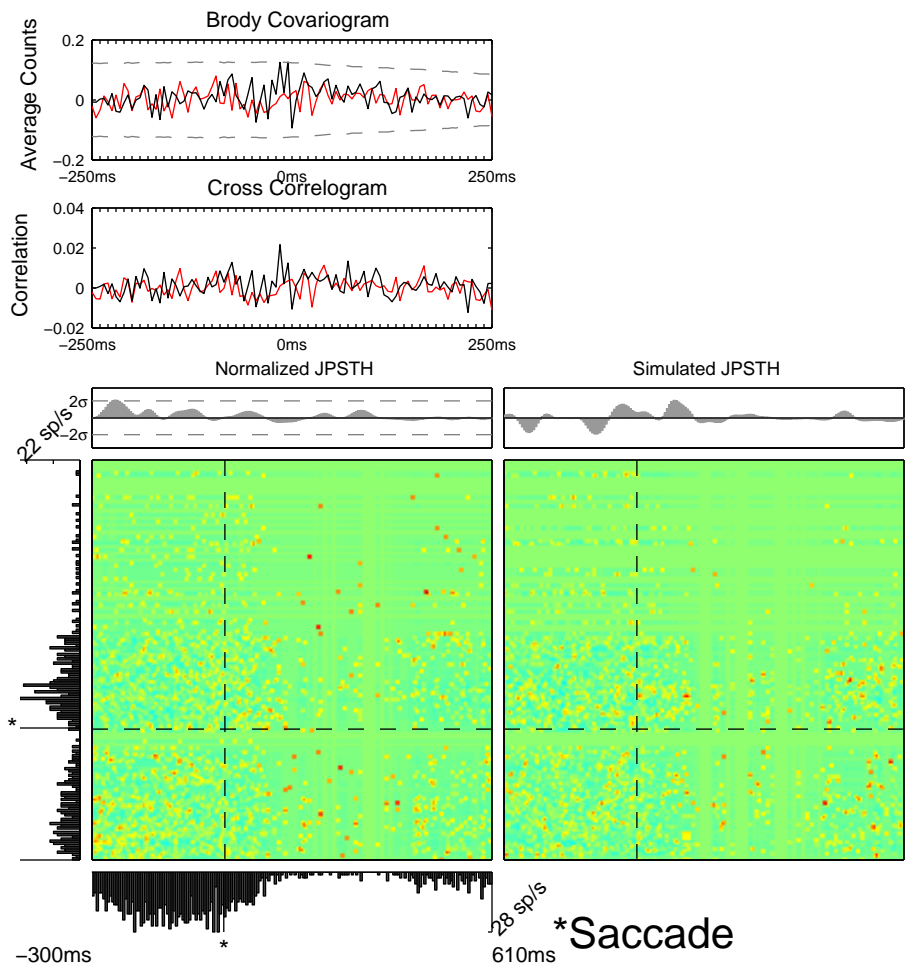 Brody Covariogram
0.2
0
−0.2
Average Counts
−250ms
0ms
250ms
Cross Correlogram
0.04
0.02
0
−0.02
Correlation
−250ms
0ms
250ms
Normalized JPSTH
Simulated JPSTH
2σ
−2σ
22 sp/s
*
*
28 sp/s
*Saccade
−300ms
610ms